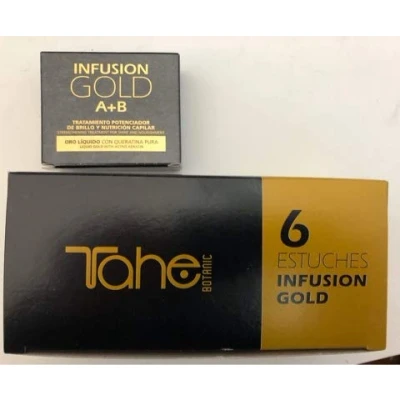 INFUSION
GOLD
A+B
TRATAMIENTO POTENCIADOR
DE BRILLO Y NUTRICIÓN CAPILAR
ORO LÍQUIDO CON QUERATINA PURA
Tahe
BOTANIC
6
ESTUCHES
INFUSION
GOLD